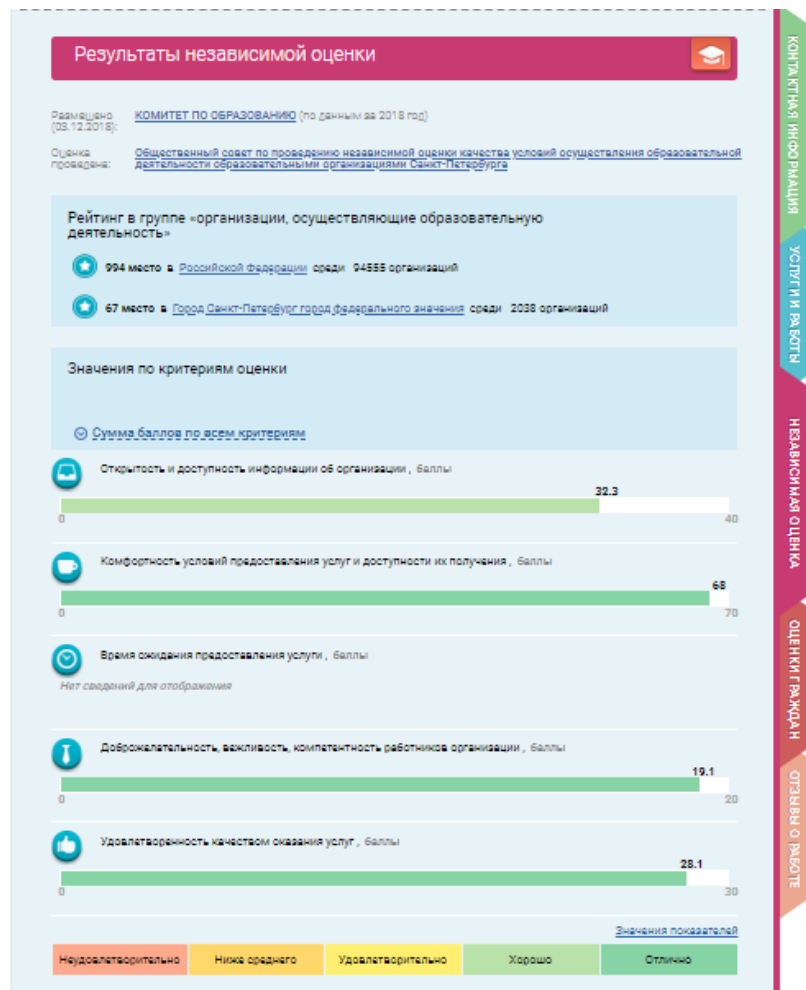 Результаты независимой оценки
Размещено
(03.12.2018):
КОМИТЕТ ПО ОБРАЗОВАНИЮ (по данным за 2018 год)
Оценка
проведена:
Общественный совет по проведению независимой оценки качества условий осуществления образовательной
деятельности образовательными организациями Санкт-Петербурга
Рейтинг в группе «организации, осуществляющие образовательную
деятельность»
994 место в Российской Федерации среди 94555 организаций
67 место в Город Санкт-Петербург город федерального значения среди 2038 организаций
Значения по критериям оценки
Сумма баллов по всем критериям
Открытость и доступность информации об организации , баллы
32.3
0 40
Комфортность условий предоставления услуг и доступности их получения , баллы
68
0 70
Время ожидания предоставления услуги , баллы
Нет сведений для отображения
Доброжелательность, вежливость, компетентность работников организации , баллы
19.1
0 20
Удовлетворенность качеством оказания услуг , баллы
28.1
0 30
Значения показателей
Неудовлетворительно Ниже среднего Удовлетворительно Хорошо Отлично
КОНТАКТНАЯ ИНФОРМАЦИЯ
УСЛУГИ И РАБОТЫ
НЕЗАВИСИМАЯ ОЦЕНКА
ОЦЕНКИ ГРАЖДАН
ОТЗЫВЫ О РАБОТЕ